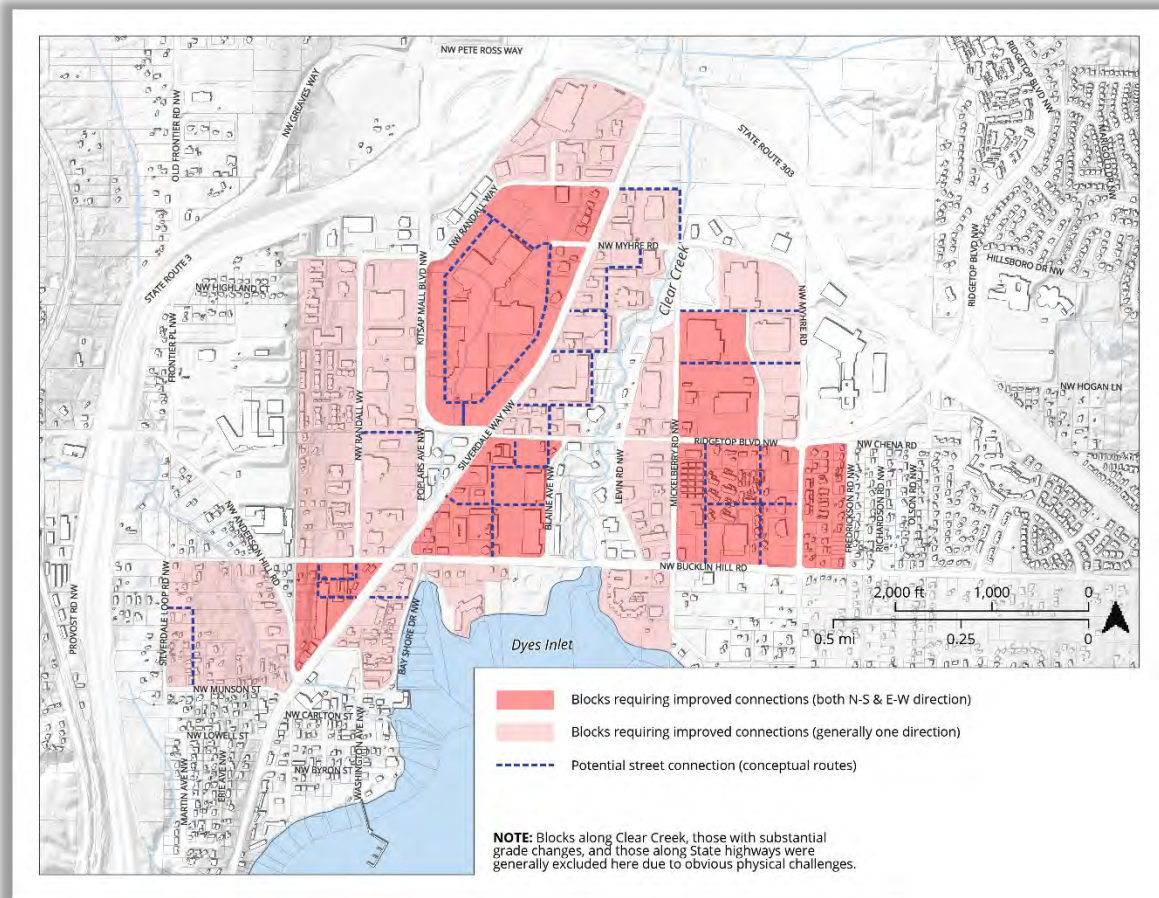 NW PETE ROSS WAY
RIDGETOP BLVD NW
NW GREAVES WAY
OLD FRONTIER RD NW
STATE ROUTE 303
MARIGOLD DR NW
NW RANDALL WAY
NW MYHRE RD
RIDGETOP BLVD NW
HILLSBORO DR NW
STATE ROUTE 3
NW HIGHLAND CT
KITSAP MALL BLVD NW
Clear Creek
NW MYHRE RD
FRONTIER PL NW
NW HOGAN LN
NW RANDALL WY
SILVERDALE WAY NW
POPLARS AVE NW
RIDGETOP BLVD NW
NW CHENA RD
BLAINE AVE NW
LEVIN RD NW
MICKELBERRY RD NW
FREDRICKSON RD NW
RICHARDSON RD NW
OLSON RD NW
NW ANDERSON HILL RD
NW BUCKLIN HILL RD
PROVOST RD NW
SILVERDALE LOOP RD NW
BAY SHORE DR NW
2,000 ft 1,000 0
0.5 mi 0.25 0
Dyes Inlet
NW MUNSON ST
NW CARLTON ST
NW LOWELL ST
NW BYRON ST
MARTIN AVE NW
ERIE AVE NW
WASHINGTON AVE NW
Blocks requiring improved connections (both N-S & E-W direction)
Blocks requiring improved connections (generally one direction)
Potential street connection (conceptual routes)
NOTE: Blocks along Clear Creek, those with substantial
grade changes, and those along State highways were
generally excluded here due to obvious physical challenges.